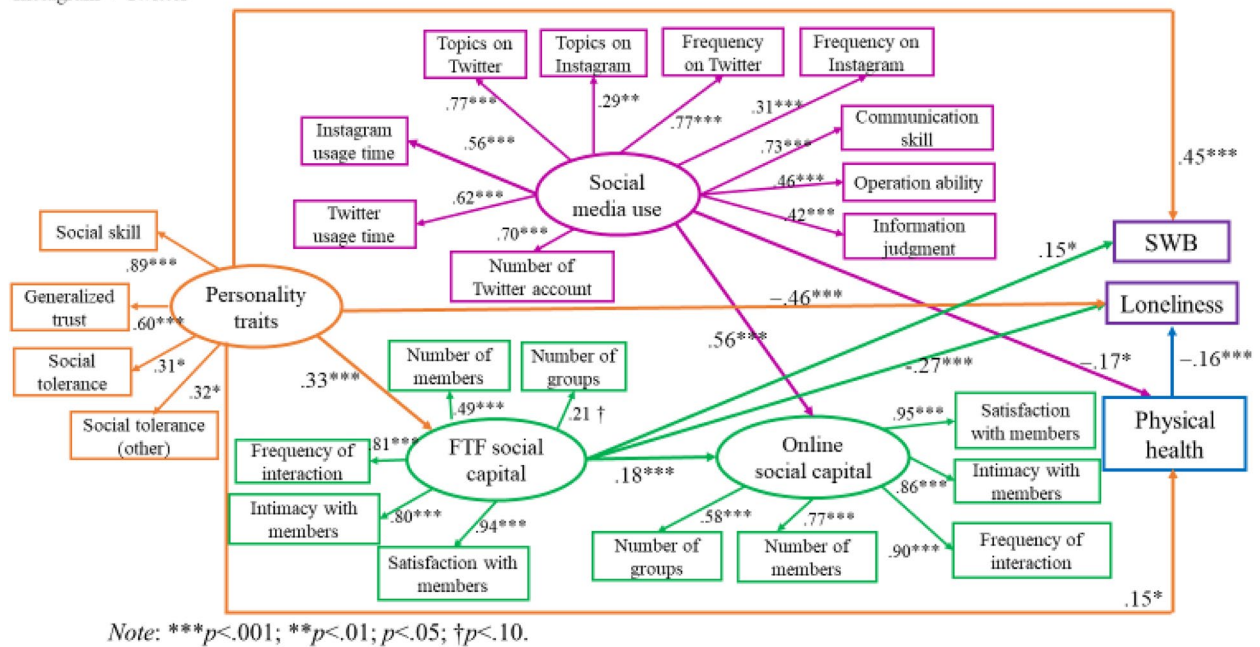 Topics on
Twitter
Topics on
Instagram
Frequency
on Twitter
Frequency on
Instagram
.77***
.29**
.77***
.31***
Instagram
usage time
.56***
Communication
skill
.73***
Social
media use
.46***
Operation ability
.45***
Twitter
usage time
.62***
.42***
Information
judgment
.70***
Number of
Twitter account
Social skill
.89***
SWB
.15*
Personality
traits
Generalized
trust
.60***
−.46***
Loneliness
Social
tolerance
.31*
.32*
Social tolerance
(other)
.33***
Number of
members
Number of
groups
.49***
.21 †
.56***
-.27***
−.17*
−.16***
Physical
health
Frequency of
interaction
.81***
FTF social
capital
.18***
Online
social capital
.95***
Satisfaction
with members
Intimacy with
members
.80***
.94***
Satisfaction with
members
.86***
Intimacy with
members
.58***
.77***
.90***
Number of
groups
Number of
members
Frequency of
interaction
.15*
Note: ***p<.001; **p<.01; p<.05; †p<.10.